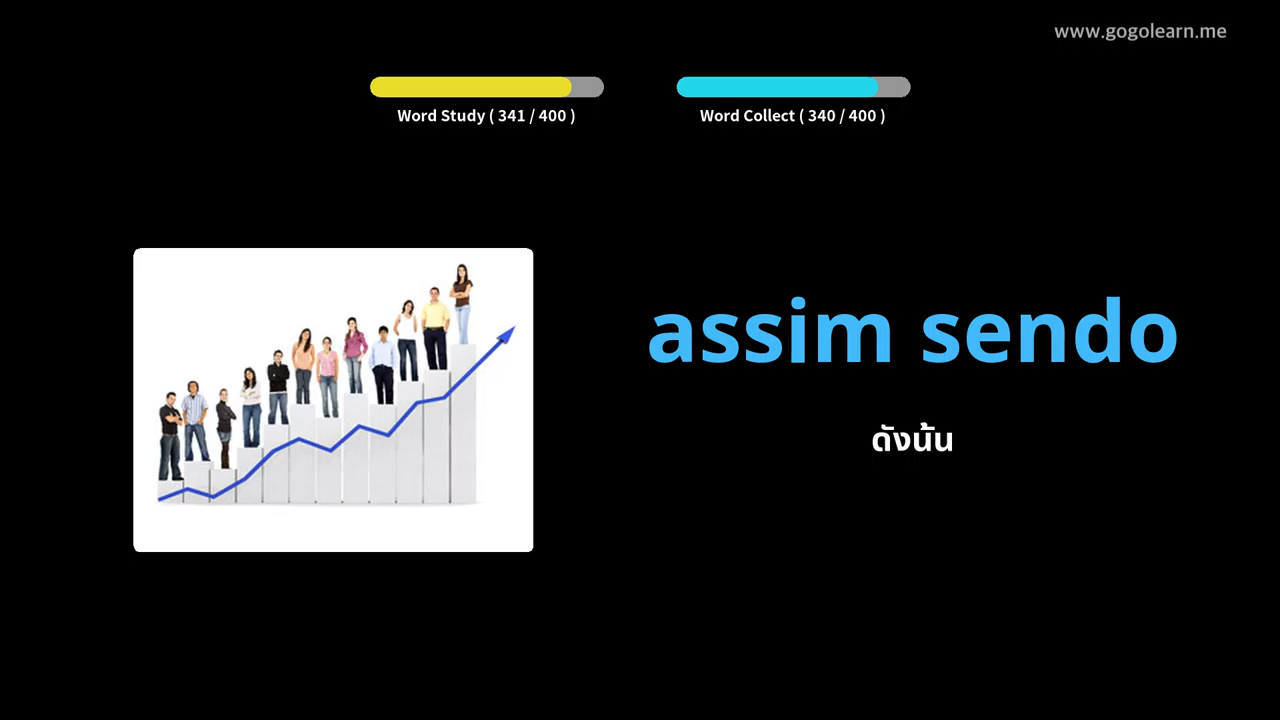 www.gogolearn.me
Word Study ( 341 / 400 )
Word Collect ( 340 / 400 )
assim sendo
ดังนั้น